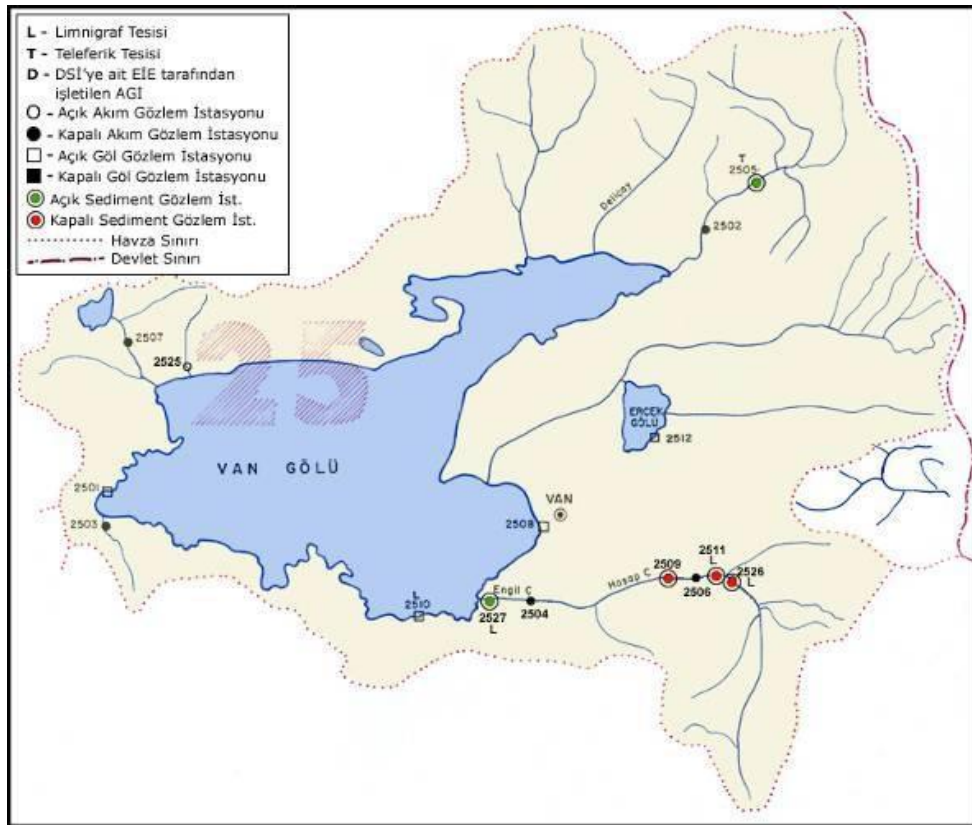 L - Limnigraf Tesisi
T - Teleferik Tesisi
D - DSİ'ye ait EİE tarafından
işletilen AGİ
- Açık Akım Gözlem İstasyonu
- Kapalı Akım Gözlem İstasyonu
- Açık Göl Gözlem İstasyonu
- Kapalı Göl Gözlem İstasyonu
Açık Sediment Gözlem İst.
Kapalı Sediment Gözlem İst.
Havza Sınırı
Devlet Sınırı
T
2505
Deliçay
2502
2507
2525
25
ERÇEK
GÖLÜ
2512
VAN GÖLÜ
2501
2503
VAN
2508
2511
L
2509
2526
L
2506
Hoşap Ç
Engil Ç
L
2510
2527
L
2504